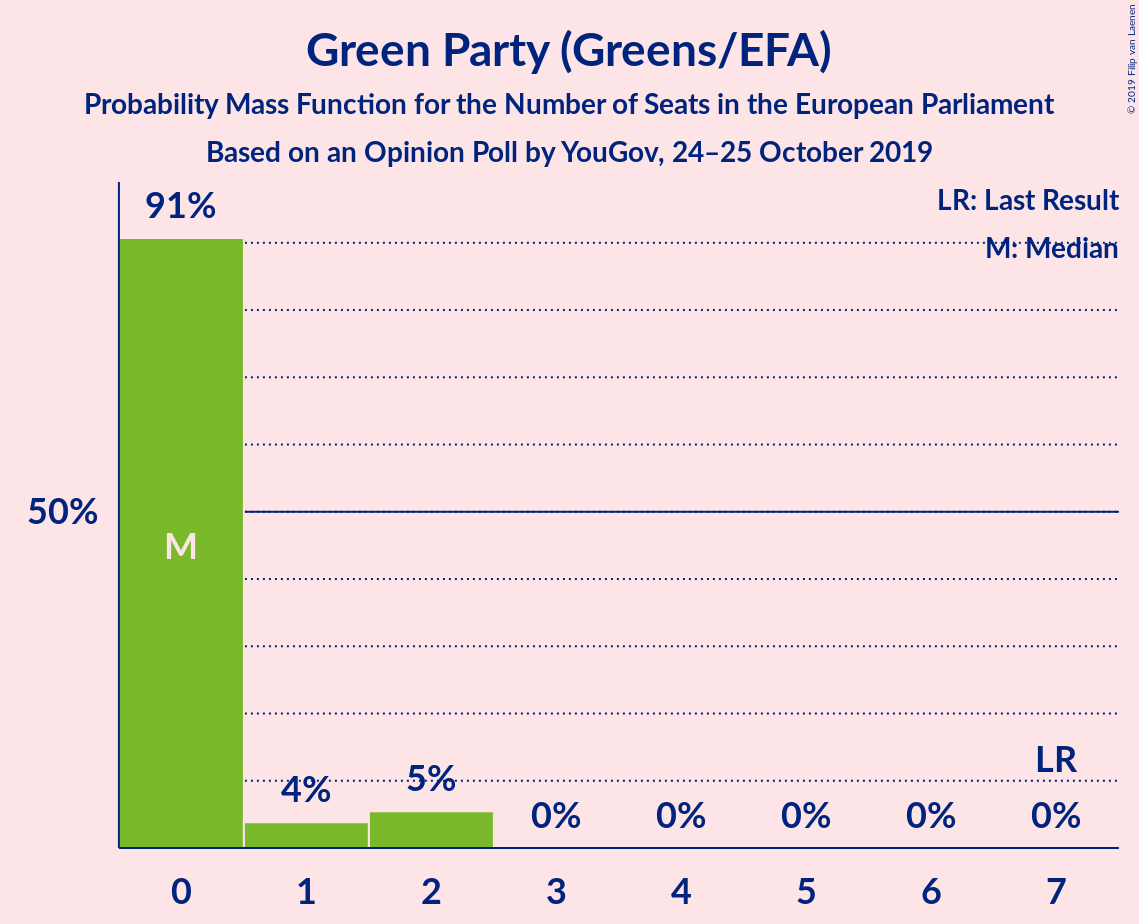 Green Party (Greens/EFA)
Probability Mass Function for the Number of Seats in the European Parliament
Based on an Opinion Poll by YouGov, 24–25 October 2019
© 2019 Filip van Laenen
LR: Last Result
M: Median
91%
50%
M
4%
5%
0%
0%
0%
0%
LR
0%
0 1 2 3 4 5 6 7